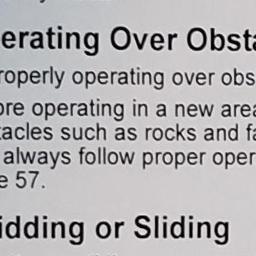 erating Over Obsta
roperly operating over obs
ore operating in a new area
tacles such as rocks and fa
always follow proper oper
e 57.
idding or Sliding